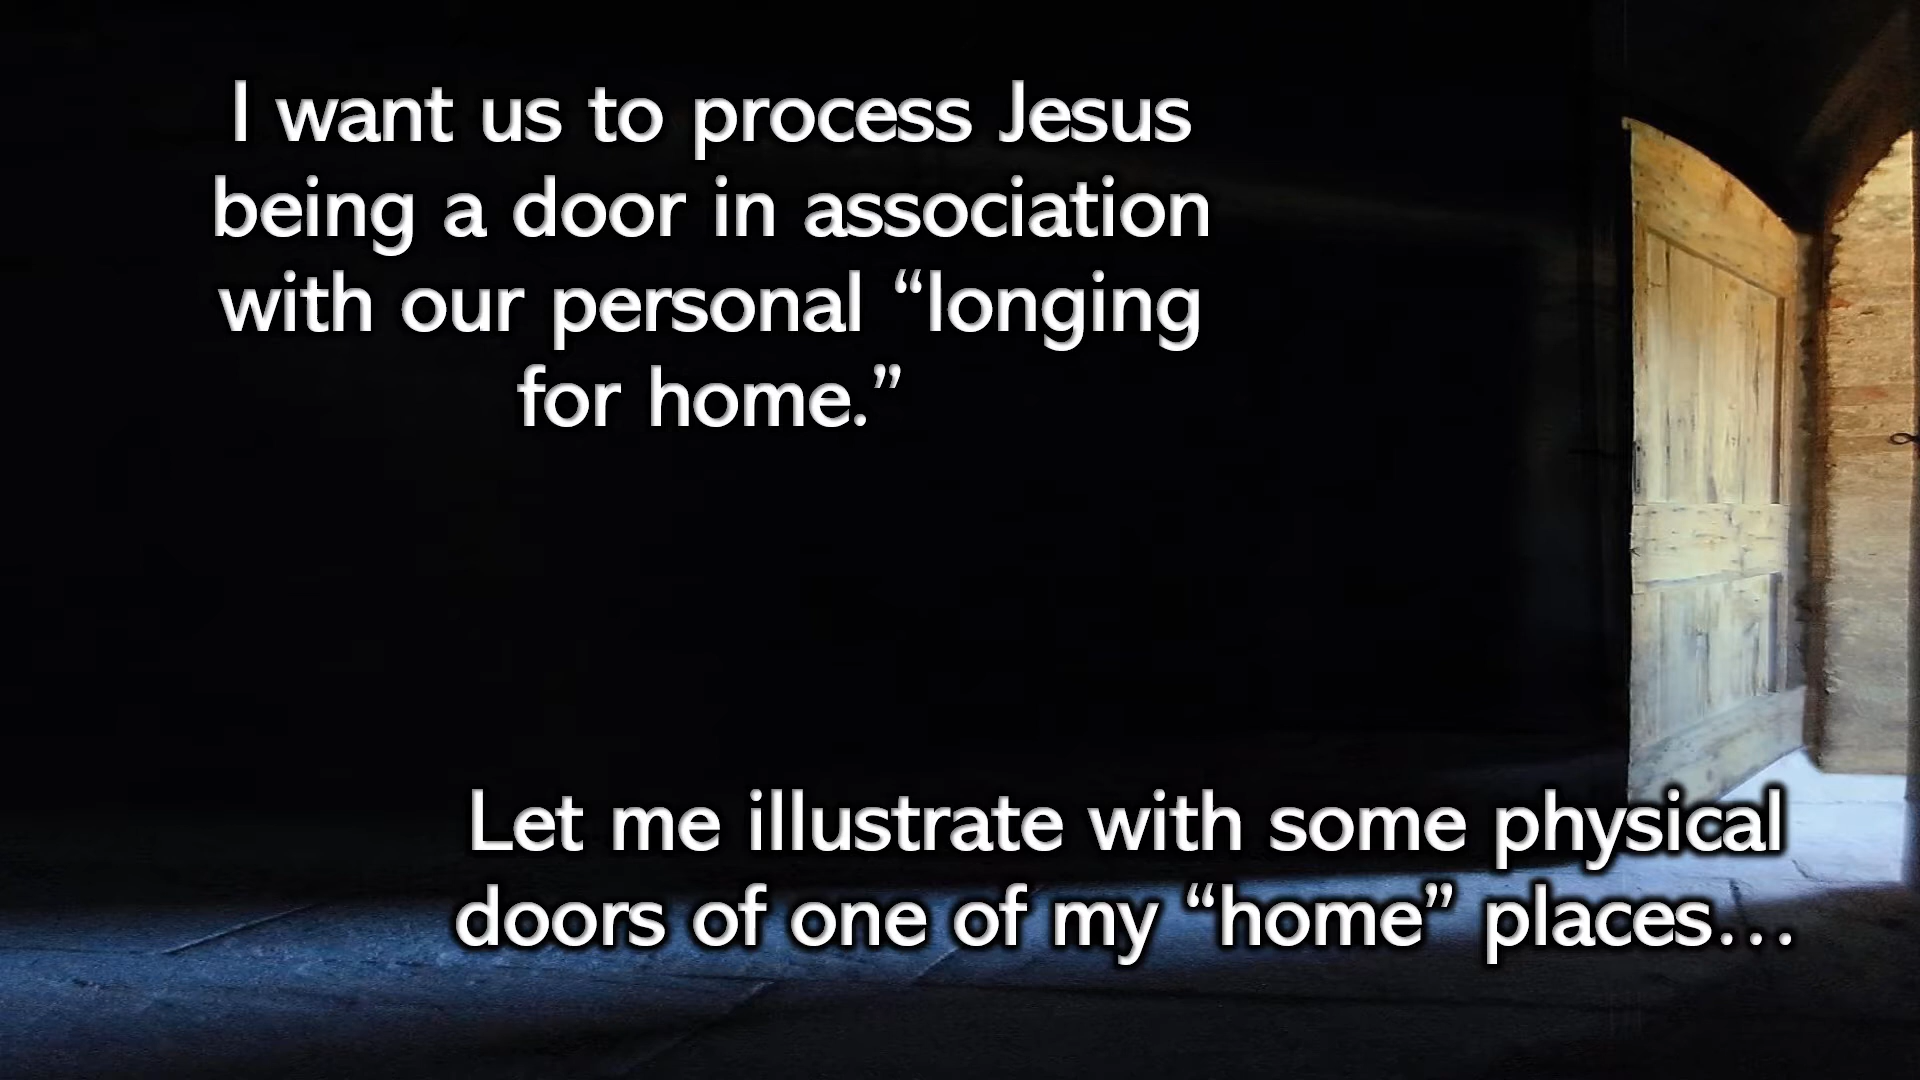 I want us to process Jesus
being a door in association
with our personal “longing
for home.”
Let me illustrate with some physical
doors of one of my “home” places…